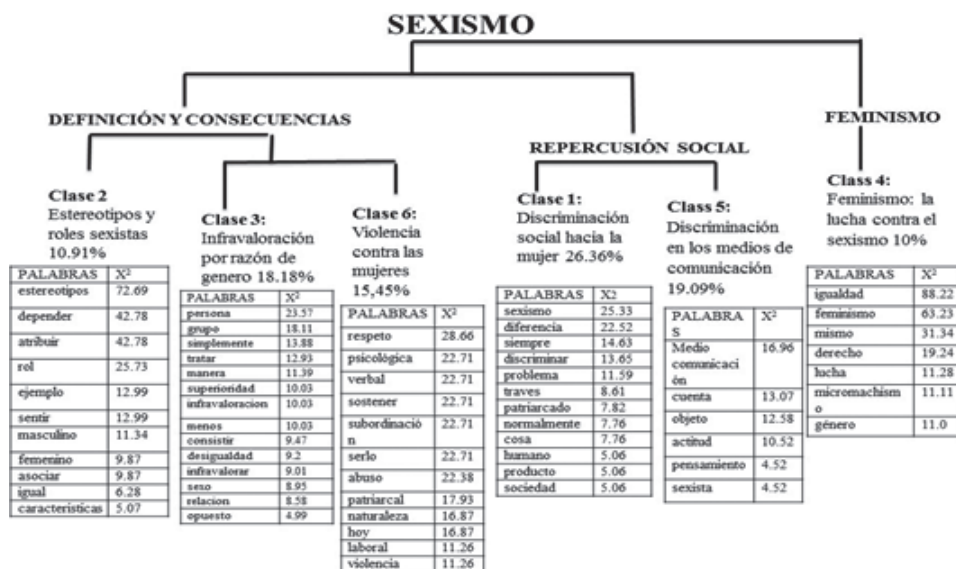 SEXISMO
DEFINICIÓN Y CONSECUENCIAS
REPERCUSIÓN SOCIAL
FEMINISMO
Clase 2
Estereotipos y
roles sexistas
10.91%
PALABRAS X²
estereotipos 72.69
depender 42.78
atribuir 42.78
rol 25.73
ejemplo 12.99
sentir 12.99
masculino 11.34
femenino 9.87
asociar 9.87
igual 6.28
caracteristicas 5.07
Clase 3:
Infravaloración
por razón de
genero 18.18%
PALABRAS X²
persona 23.57
grupo 18.11
simplemente 13.88
tratar 12.93
manera 11.39
superioridad 10.03
infravaloracion 10.03
menos 10.03
consistir 9.47
desigualdad 9.2
infravalorar 9.01
sexo 8.95
relacion 8.58
opuesto 4.99
Clase 6:
Violencia
contra las
mujeres
15,45%
PALABRAS X²
respeto 28.66
psicológica 22.71
verbal 22.71
sostener 22.71
subordinació
n 22.71
serlo 22.71
abuso 22.38
patriarcal 17.93
naturaleza 16.87
hoy 16.87
laboral 11.26
violencia 11.26
Clase 1:
Discriminación
social hacia la
mujer 26.36%
PALABRAS X2
sexismo 25.33
diferencia 22.52
siempre 14.63
discriminar 13.65
problema 11.59
traves 8.61
patriarcado 7.82
normalmente 7.76
cosa 7.76
humano 5.06
producto 5.06
sociedad 5.06
Class 5:
Discriminación
en los medios de
comunicación
19.09%
PALABRA X²
S
Medio 16.96
comunicaci
ón
cuenta 13.07
objeto 12.58
actitud 10.52
pensamiento 4.52
sexista 4.52
Class 4:
Feminismo: la
lucha contra el
sexismo 10%
PALABRAS X²
igualdad 88.22
feminismo 63.23
mismo 31.34
derecho 19.24
lucha 11.28
micromachism 11.11
o
género 11.0